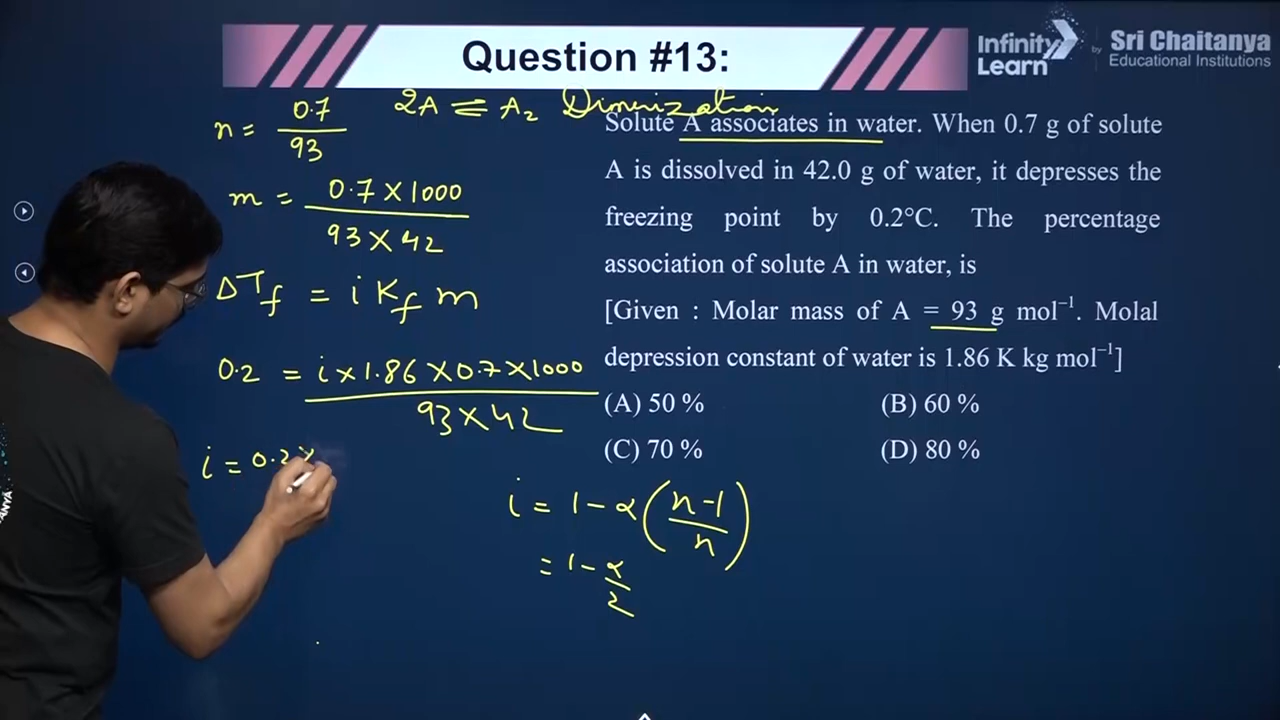 Question #13:
Infinity Learn by Sri Chaitanya Educational Institutions
n = 0.7 / 93
2A ⇌ A₂ Dimerization
m = 0.7 × 1000 / 93 × 42
ΔTf = i Kf m
0.2 = i × 1.86 × 0.7 × 1000 / 93 × 42
i = 0.2 ×
Solute A associates in water. When 0.7 g of solute
A is dissolved in 42.0 g of water, it depresses the
freezing point by 0.2°C. The percentage
association of solute A in water, is
[Given : Molar mass of A = 93 g mol⁻¹. Molal
depression constant of water is 1.86 K kg mol⁻¹]
(A) 50 % (B) 60 %
(C) 70 % (D) 80 %
i = 1 - α (n-1 / n)
= 1 - α / 2